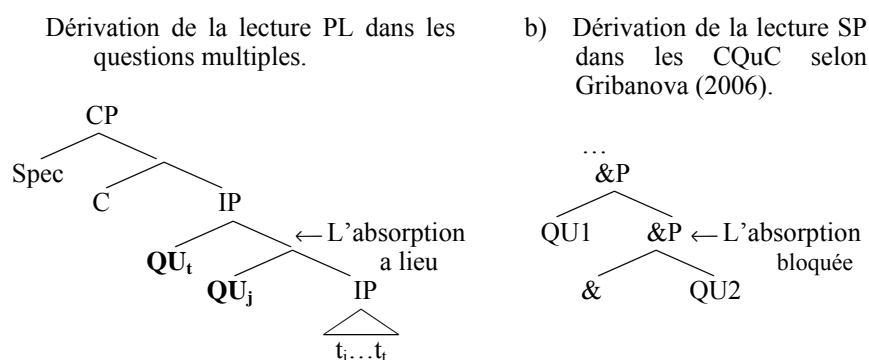 Dérivation de la lecture PL dans les
questions multiples.
CP
Spec
C
IP
QUt
← L'absorption
a lieu
QUj
IP
ti…tt
b) Dérivation de la lecture SP
dans les CQuC selon
Gribanova (2006).
…
&P
QU1
&P ← L'absorption
bloquée
&
QU2